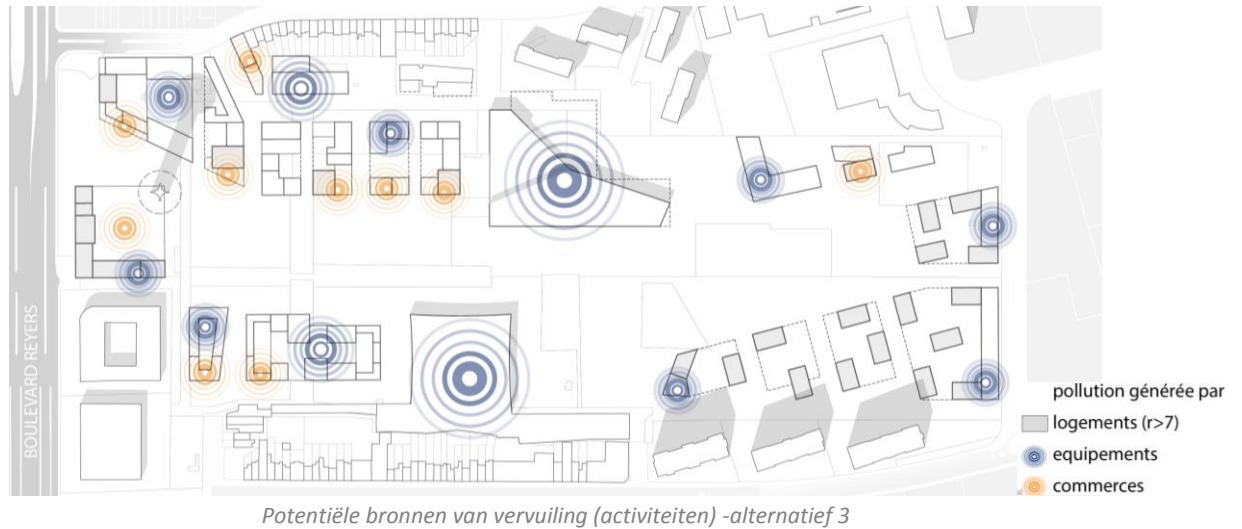 BOULEVARD REYERS
pollution générée par
logements (r>7)
equipements
commerces
Potentiële bronnen van vervuiling (activiteiten) -alternatief 3